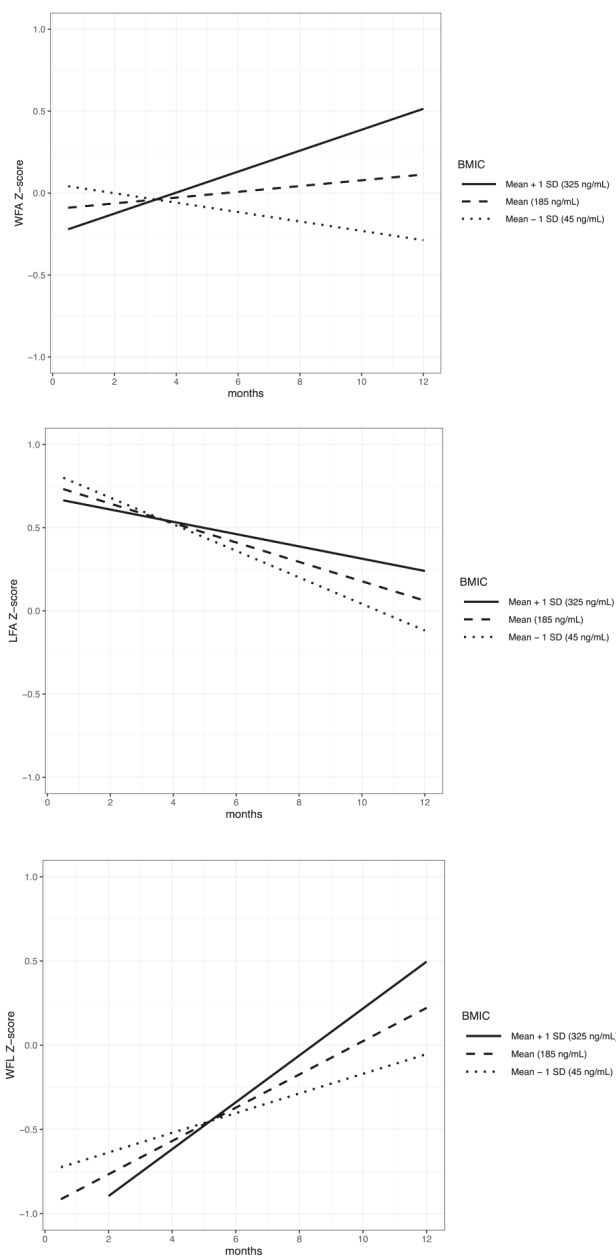 1.0
0.5
0.0
−0.5
−1.0
WFA Z−score
0 2 4 6 8 10 12
months
BMIC
Mean + 1 SD (325 ng/mL)
Mean (185 ng/mL)
Mean − 1 SD (45 ng/mL)
1.0
0.5
0.0
−0.5
−1.0
LFA Z−score
0 2 4 6 8 10 12
months
BMIC
Mean + 1 SD (325 ng/mL)
Mean (185 ng/mL)
Mean − 1 SD (45 ng/mL)
1.0
0.5
0.0
−0.5
−1.0
WFL Z−score
0 2 4 6 8 10 12
months
BMIC
Mean + 1 SD (325 ng/mL)
Mean (185 ng/mL)
Mean − 1 SD (45 ng/mL)